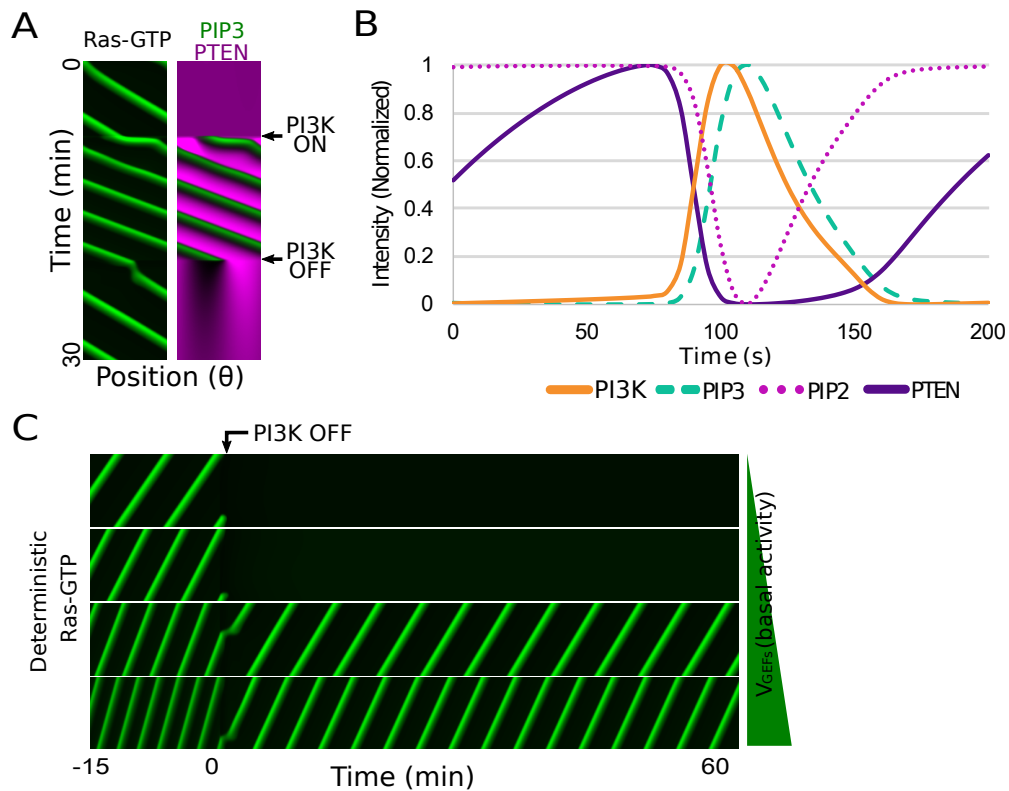 A
Ras-GTP
PIP3
PTEN
0
30
Time (min)
PI3K
ON
PI3K
OFF
Position (θ)
B
Intensity (Normalized)
1
0.8
0.6
0.4
0.2
0
0
50
100
150
200
Time (s)
PI3K
PIP3
PIP2
PTEN
C
PI3K OFF
Deterministic
Ras-GTP
VGEFs (basal activity)
-15
0
60
Time (min)